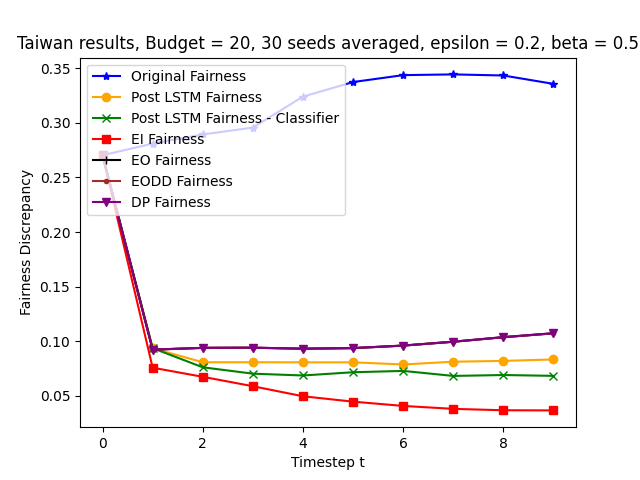 Taiwan results, Budget = 20, 30 seeds averaged, epsilon = 0.2, beta = 0.5
0.35
0.30
0.25
0.20
0.15
0.10
0.05
Fairness Discrepancy
Original Fairness
Post LSTM Fairness
Post LSTM Fairness - Classifier
EI Fairness
EO Fairness
EODD Fairness
DP Fairness
0 2 4 6 8
Timestep t